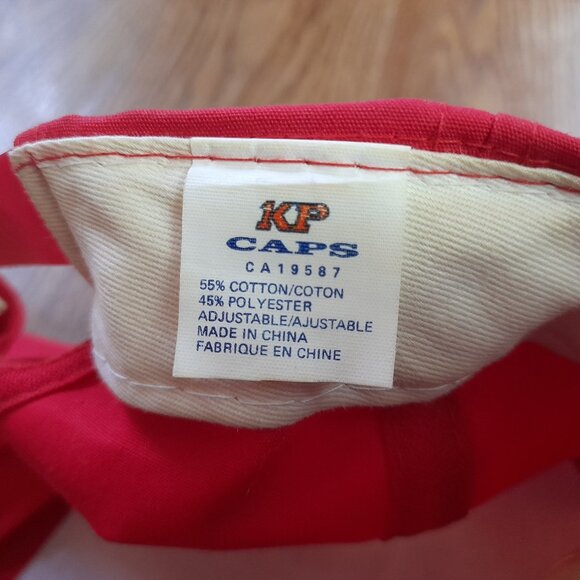 KP
CAPS
CA19587
55% COTTON/COTON
45% POLYESTER
ADJUSTABLE/AJUSTABLE
MADE IN CHINA
FABRIQUE EN CHINE